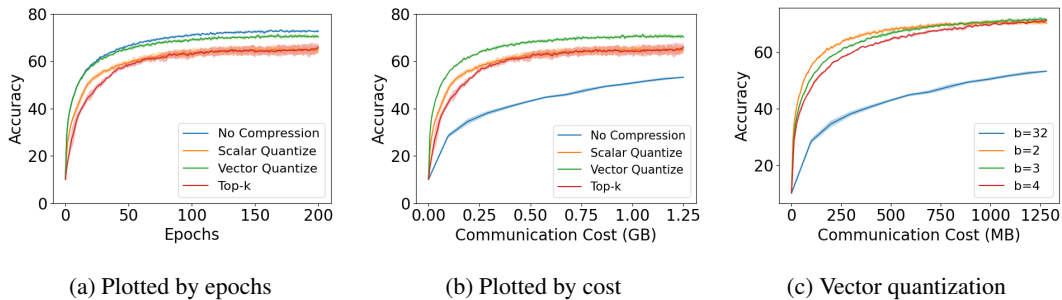 80
60
40
20
0
Accuracy
No Compression
Scalar Quantize
Vector Quantize
Top-k
0 50 100 150 200
Epochs
(a) Plotted by epochs
80
60
40
20
0
Accuracy
No Compression
Scalar Quantize
Vector Quantize
Top-k
0.00 0.25 0.50 0.75 1.00 1.25
Communication Cost (GB)
(b) Plotted by cost
60
40
20
Accuracy
b=32
b=2
b=3
b=4
0 250 500 750 1000 1250
Communication Cost (MB)
(c) Vector quantization